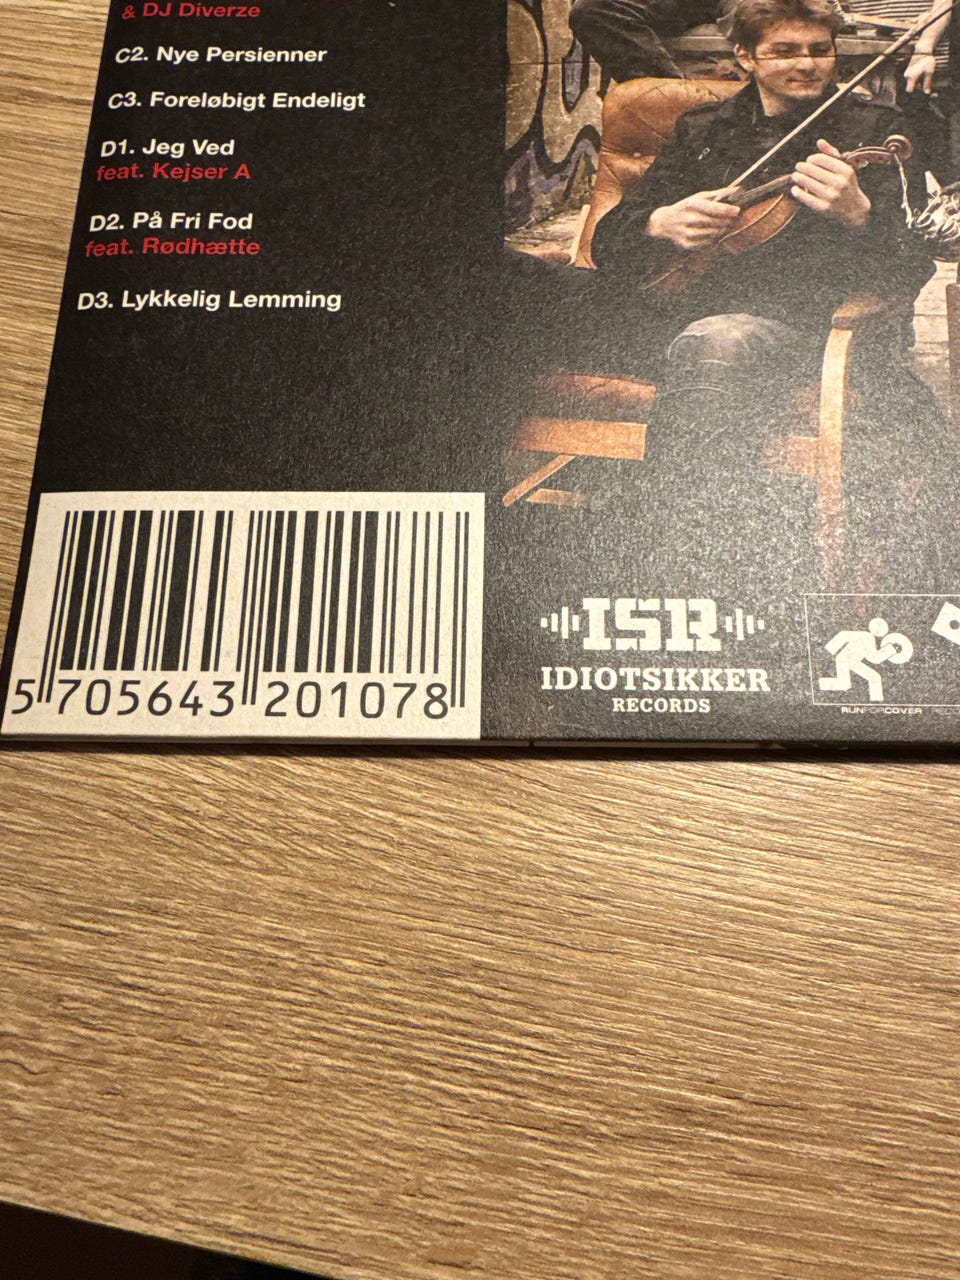 & DJ Diverze
C2. Nye Persienner
C3. Foreløbigt Endeligt
D1. Jeg Ved
feat. Kejser A
D2. På Fri Fod
feat. Rødhætte
D3. Lykkelig Lemming
5 705643 201078
ISR
IDIOTSIKKER
RECORDS
RUNFORCOVER